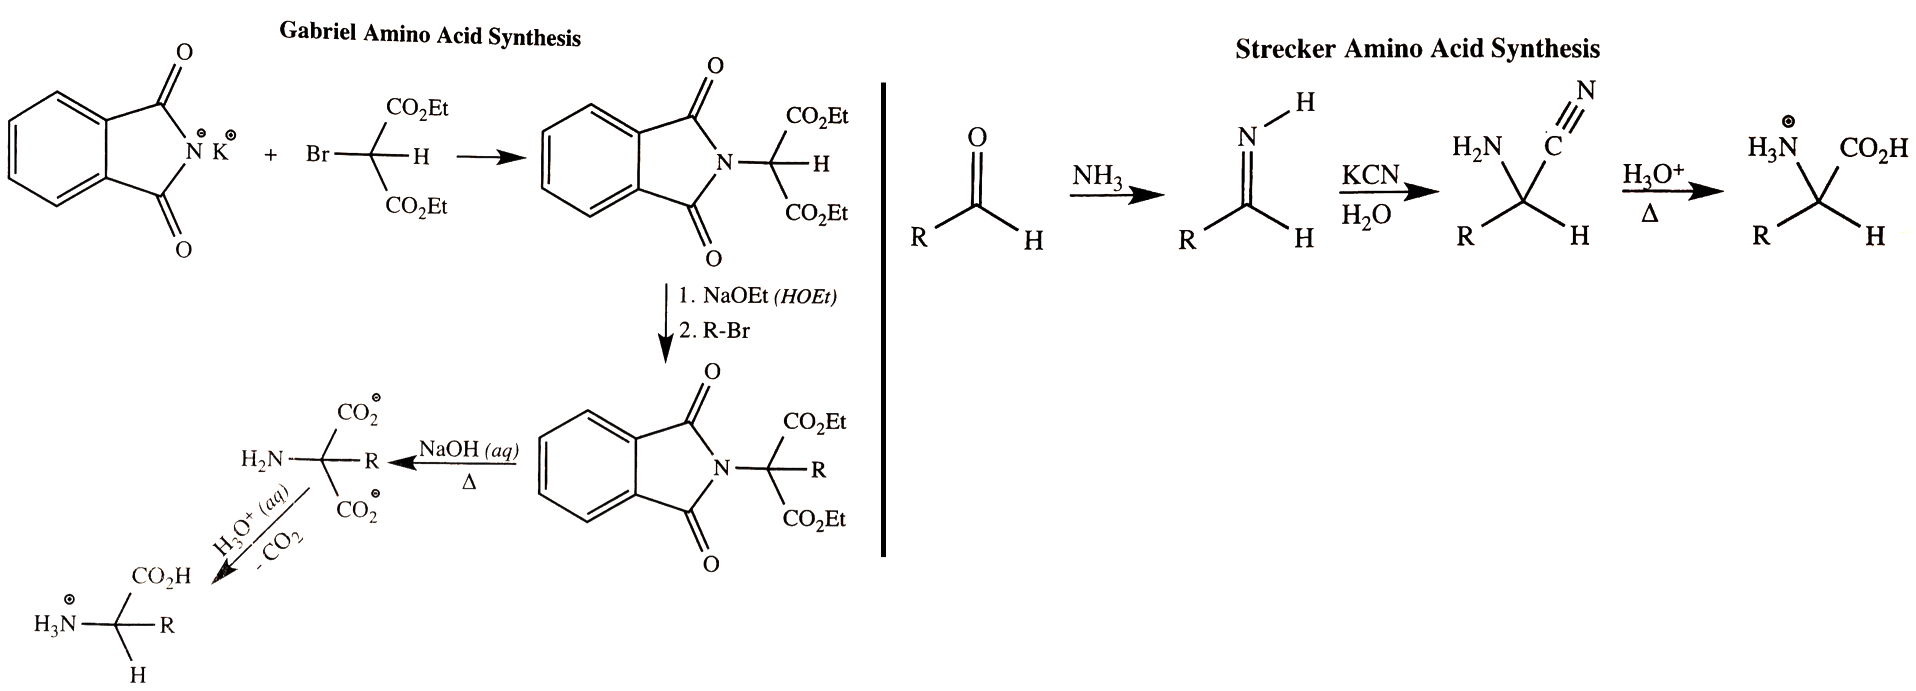 Gabriel Amino Acid Synthesis
O
N⊖ K⊕
O
+
Br
CO₂Et
H
CO₂Et
O
N
O
CO₂Et
H
CO₂Et
1. NaOEt (HOEt)
2. R-Br
O
N
O
CO₂Et
R
CO₂Et
NaOH (aq)
Δ
CO₂⊖
H₂N
R
CO₂⊖
H₃O⁺ (aq)
- CO₂
CO₂H
⊕
H₃N
R
H
Strecker Amino Acid Synthesis
O
R
H
NH₃
H
N
R
H
KCN
H₂O
N
H₂N
C
R
H
H₃O⁺
Δ
⊕
H₃N
CO₂H
R
H